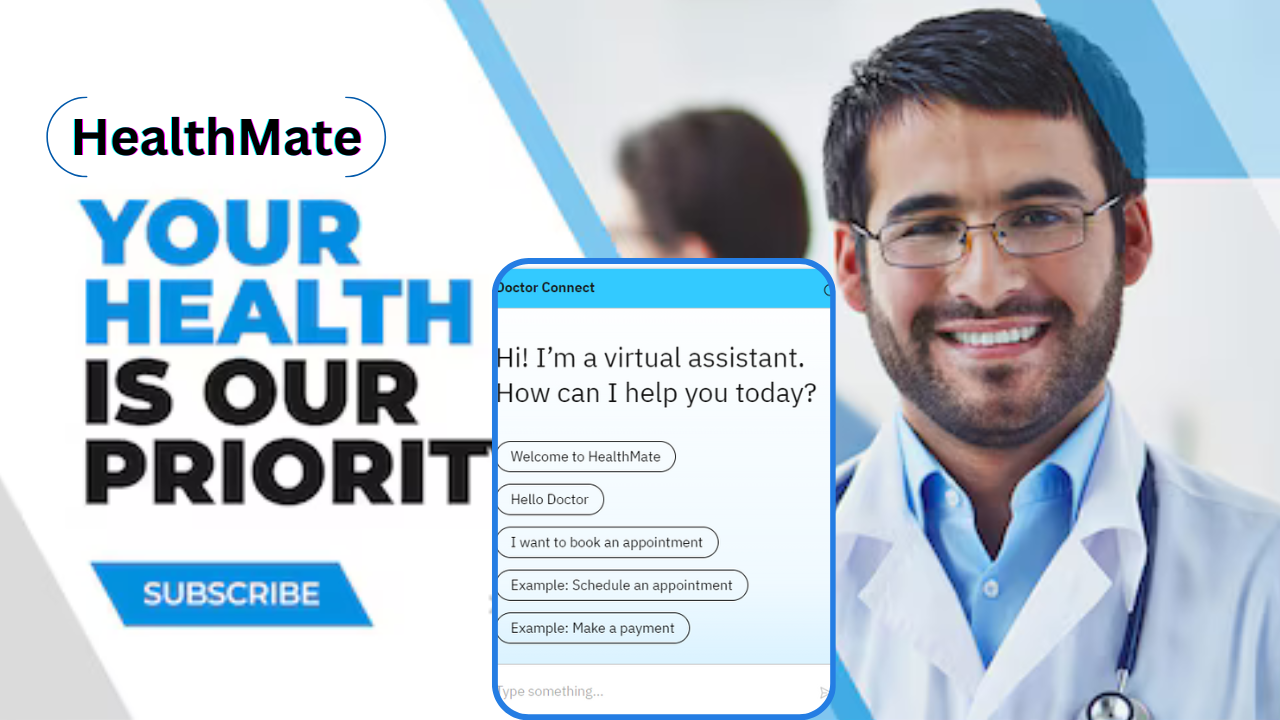 HealthMate
YOUR
HEALTH
IS OUR
PRIORIT
SUBSCRIBE
Doctor Connect
Hi! I’m a virtual assistant.
How can I help you today?
Welcome to HealthMate
Hello Doctor
I want to book an appointment
Example: Schedule an appointment
Example: Make a payment
Type something...